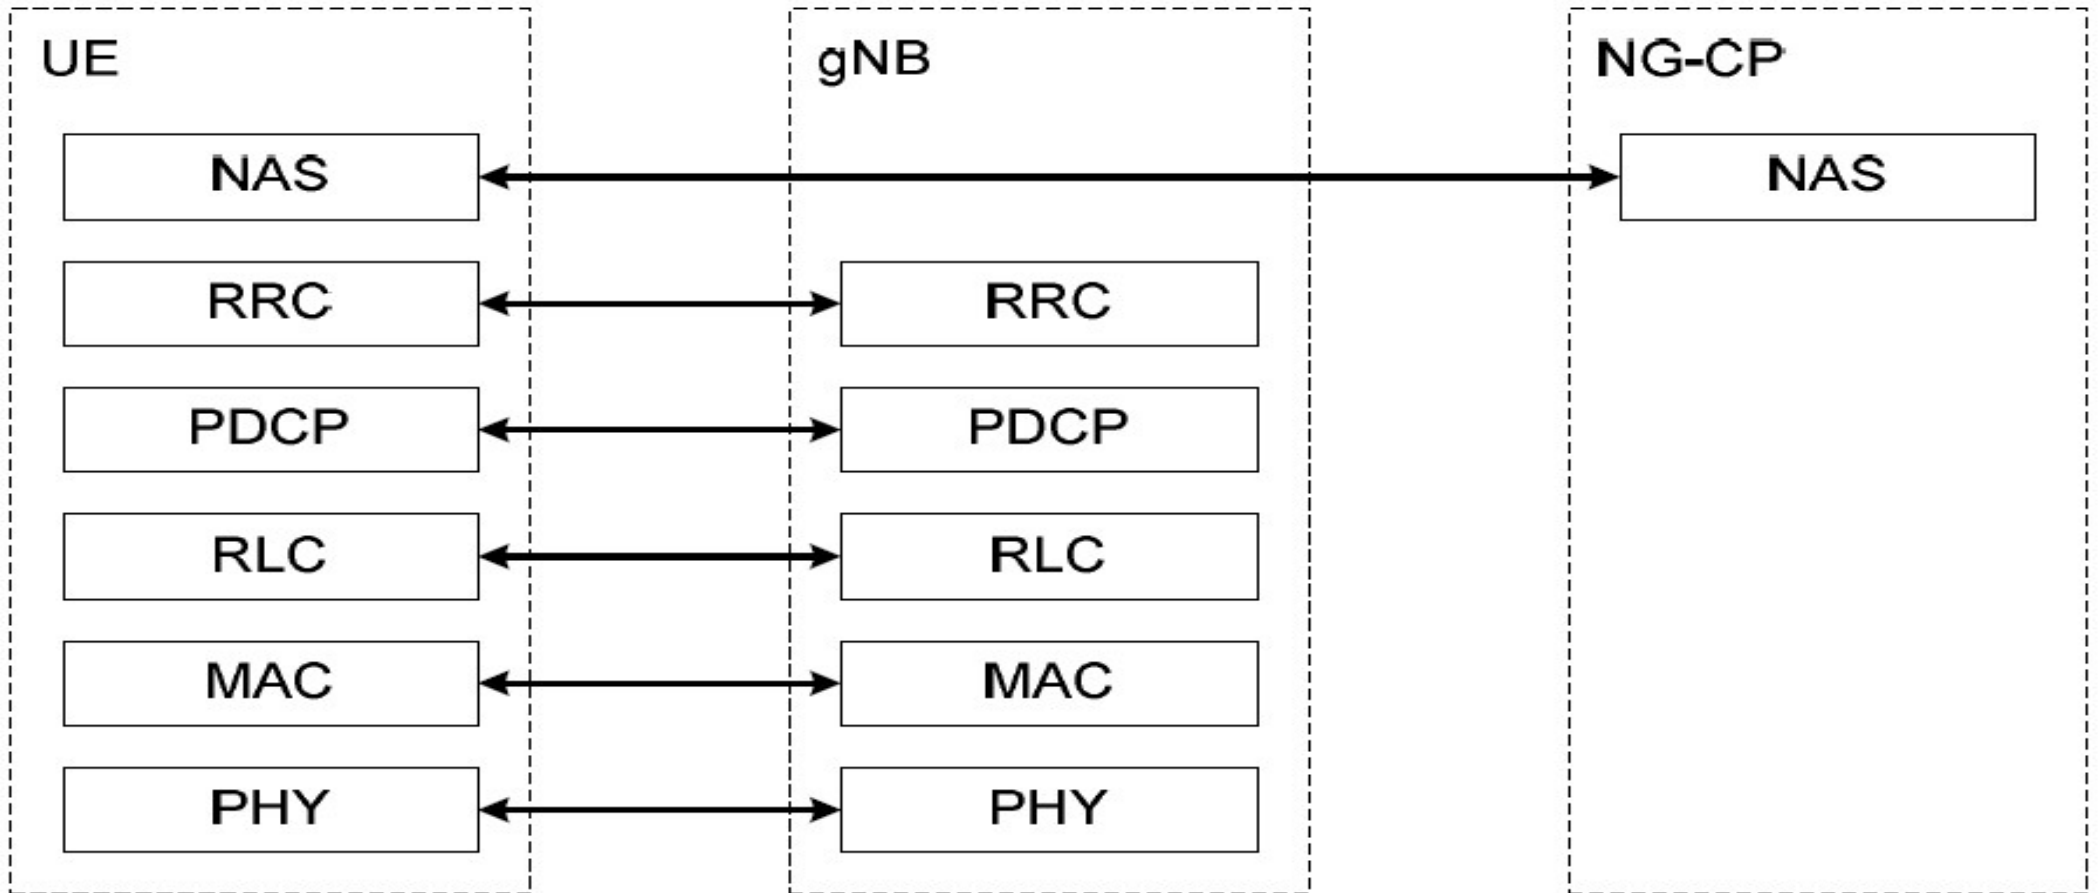 UE
gNB
NG-CP
NAS
NAS
RRC
RRC
PDCP
PDCP
RLC
RLC
MAC
MAC
PHY
PHY